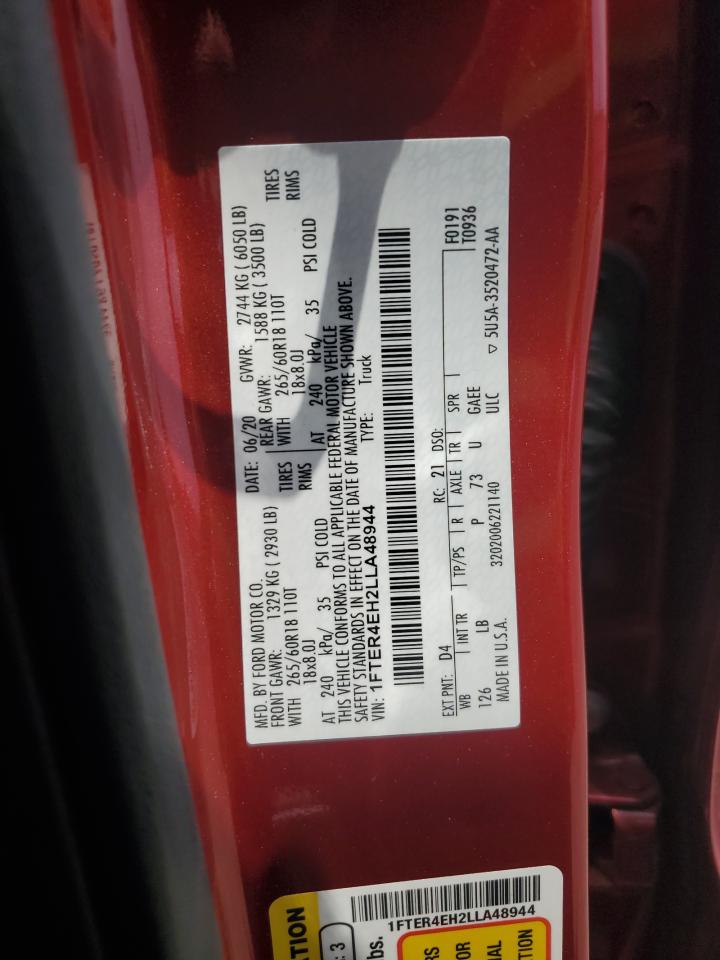 MFD. BY FORD MOTOR CO.
DATE: 06/20 GVWR: 2744 KG ( 6050 LB)
FRONT GAWR: 1329 KG ( 2930 LB)
REAR GAWR: 1588 KG ( 3500 LB)
WITH 265/60R18 110T TIRES
WITH 265/60R18 110T TIRES
18x8.0J RIMS
18x8.0J RIMS
AT 240 kPa/ 35 PSI COLD
AT 240 kPa/ 35 PSI COLD
THIS VEHICLE CONFORMS TO ALL APPLICABLE FEDERAL MOTOR VEHICLE
SAFETY STANDARDS IN EFFECT ON THE DATE OF MANUFACTURE SHOWN ABOVE.
VIN: 1FTER4EH2LLA48944 TYPE: Truck
EXT PNT: D4 RC: 21 DSO: F0191
WB INT TR TP/PS R AXLE TR SPR T0936
126 LB P 73 U GAEE
MADE IN U.S.A. 3202006221140 ULC ▽ 5U5A-3520472-AA
1FTER4EH2LLA48944